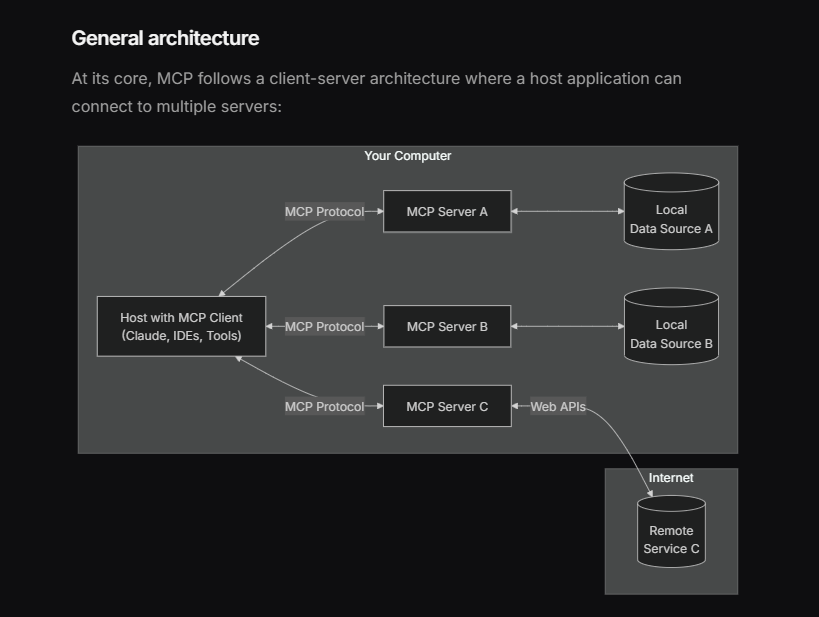 General architecture
At its core, MCP follows a client-server architecture where a host application can
connect to multiple servers:
Your Computer
MCP Protocol
MCP Server A
Local
Data Source A
Host with MCP Client
(Claude, IDEs, Tools)
MCP Protocol
MCP Server B
Local
Data Source B
MCP Protocol
MCP Server C
Web APIs
Internet
Remote
Service C